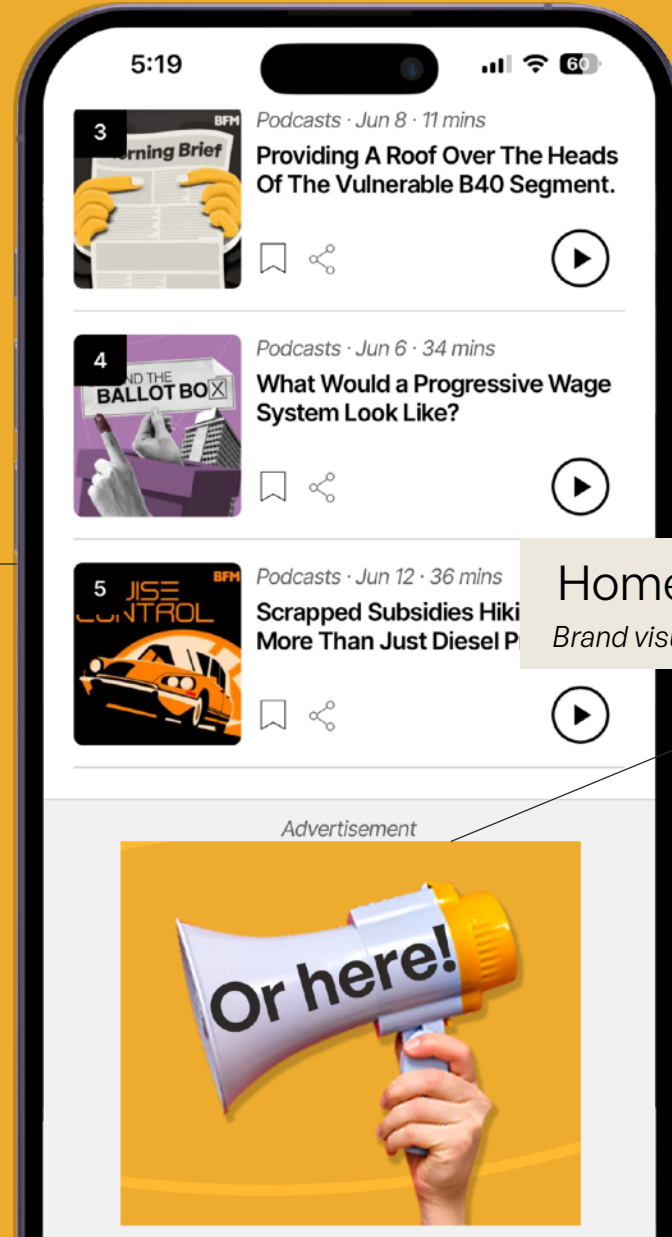 5:19
60
3
BFM
rning Brief
Podcasts · Jun 8 · 11 mins
Providing A Roof Over The Heads
Of The Vulnerable B40 Segment.
4
ND THE
BALLOT BOX
Podcasts · Jun 6 · 34 mins
What Would a Progressive Wage
System Look Like?
5
BFM
UISE
CONTROL
Podcasts · Jun 12 · 36 mins
Scrapped Subsidies Hiki
More Than Just Diesel P
Home
Brand visu
Advertisement
Or here!